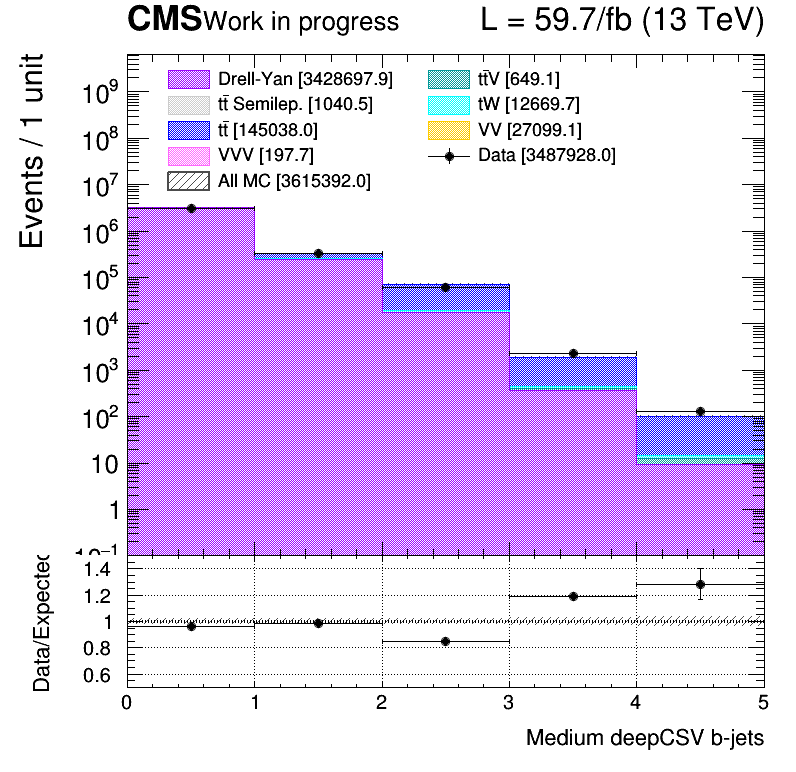 CMS Work in progress L = 59.7/fb (13 TeV)
Events / 1 unit
Drell-Yan [3428697.9]
tt̄ Semilep. [1040.5]
tt̄ [145038.0]
VVV [197.7]
All MC [3615392.0]
tt̄V [649.1]
tW [12669.7]
VV [27099.1]
Data [3487928.0]
10⁹
10⁸
10⁷
10⁶
10⁵
10⁴
10³
10²
10
1
10⁻¹
Data/Expected
1.4
1.2
1
0.8
0.6
0 1 2 3 4 5
Medium deepCSV b-jets